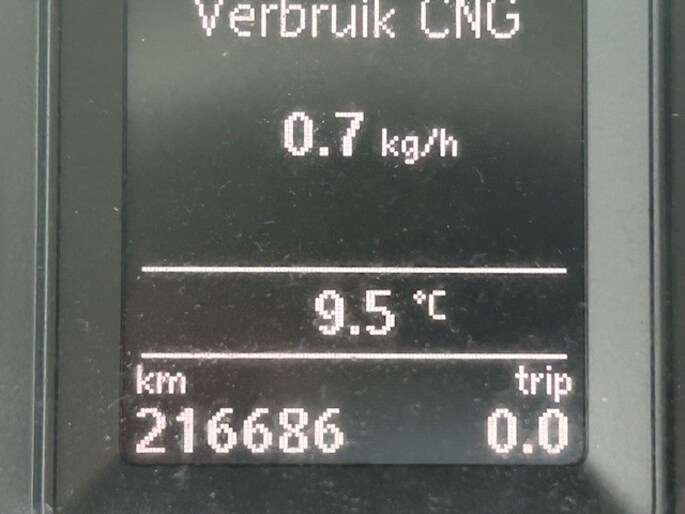 Verbruik CNG
0.7 kg/h
9.5 °C
km trip
216686 0.0